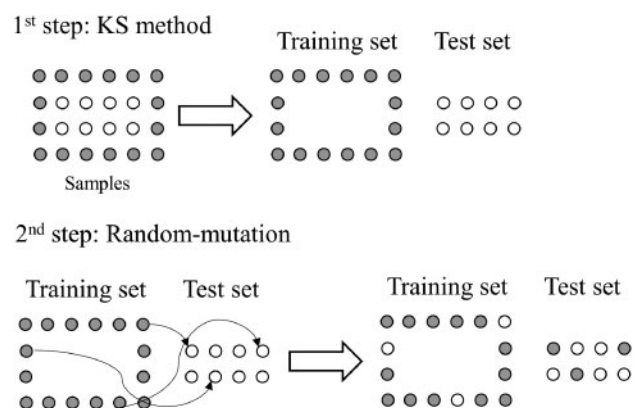 1st step: KS method
Training set Test set
Samples
2nd step: Random-mutation
Training set Test set Training set Test set